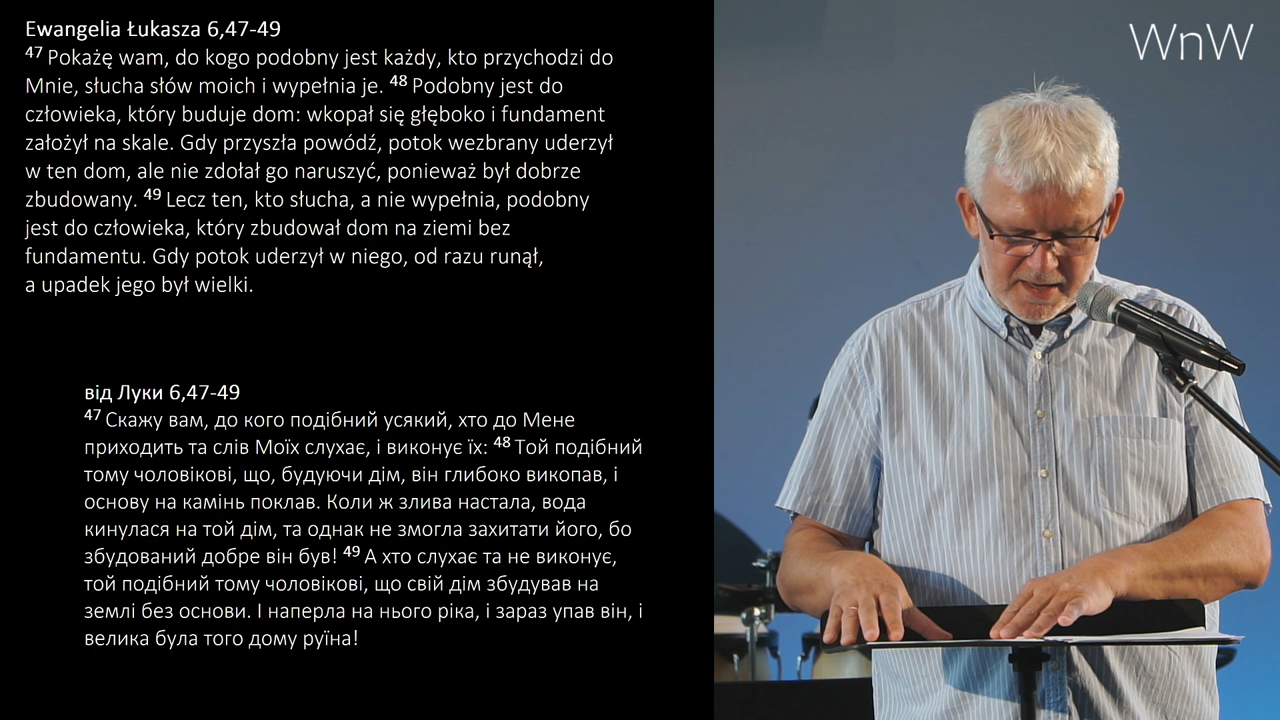 Ewangelia Łukasza 6,47-49
47 Pokażę wam, do kogo podobny jest każdy, kto przychodzi do
Mnie, słucha słów moich i wypełnia je. 48 Podobny jest do
człowieka, który buduje dom: wkopał się głęboko i fundament
założył na skale. Gdy przyszła powódź, potok wezbrany uderzył
w ten dom, ale nie zdołał go naruszyć, ponieważ był dobrze
zbudowany. 49 Lecz ten, kto słucha, a nie wypełnia, podobny
jest do człowieka, który zbudował dom na ziemi bez
fundamentu. Gdy potok uderzył w niego, od razu runął,
a upadek jego był wielki.
від Луки 6,47-49
47 Скажу вам, до кого подібний усякий, хто до Мене
приходить та слів Моїх слухає, і виконує їх: 48 Той подібний
тому чоловікові, що, будуючи дім, він глибоко викопав, і
основу на камінь поклав. Коли ж злива настала, вода
кинулася на той дім, та однак не змогла захитати його, бо
збудований добре він був! 49 А хто слухає та не виконує,
той подібний тому чоловікові, що свій дім збудував на
землі без основи. І наперла на нього ріка, і зараз упав він, і
велика була того дому руїна!
WnW